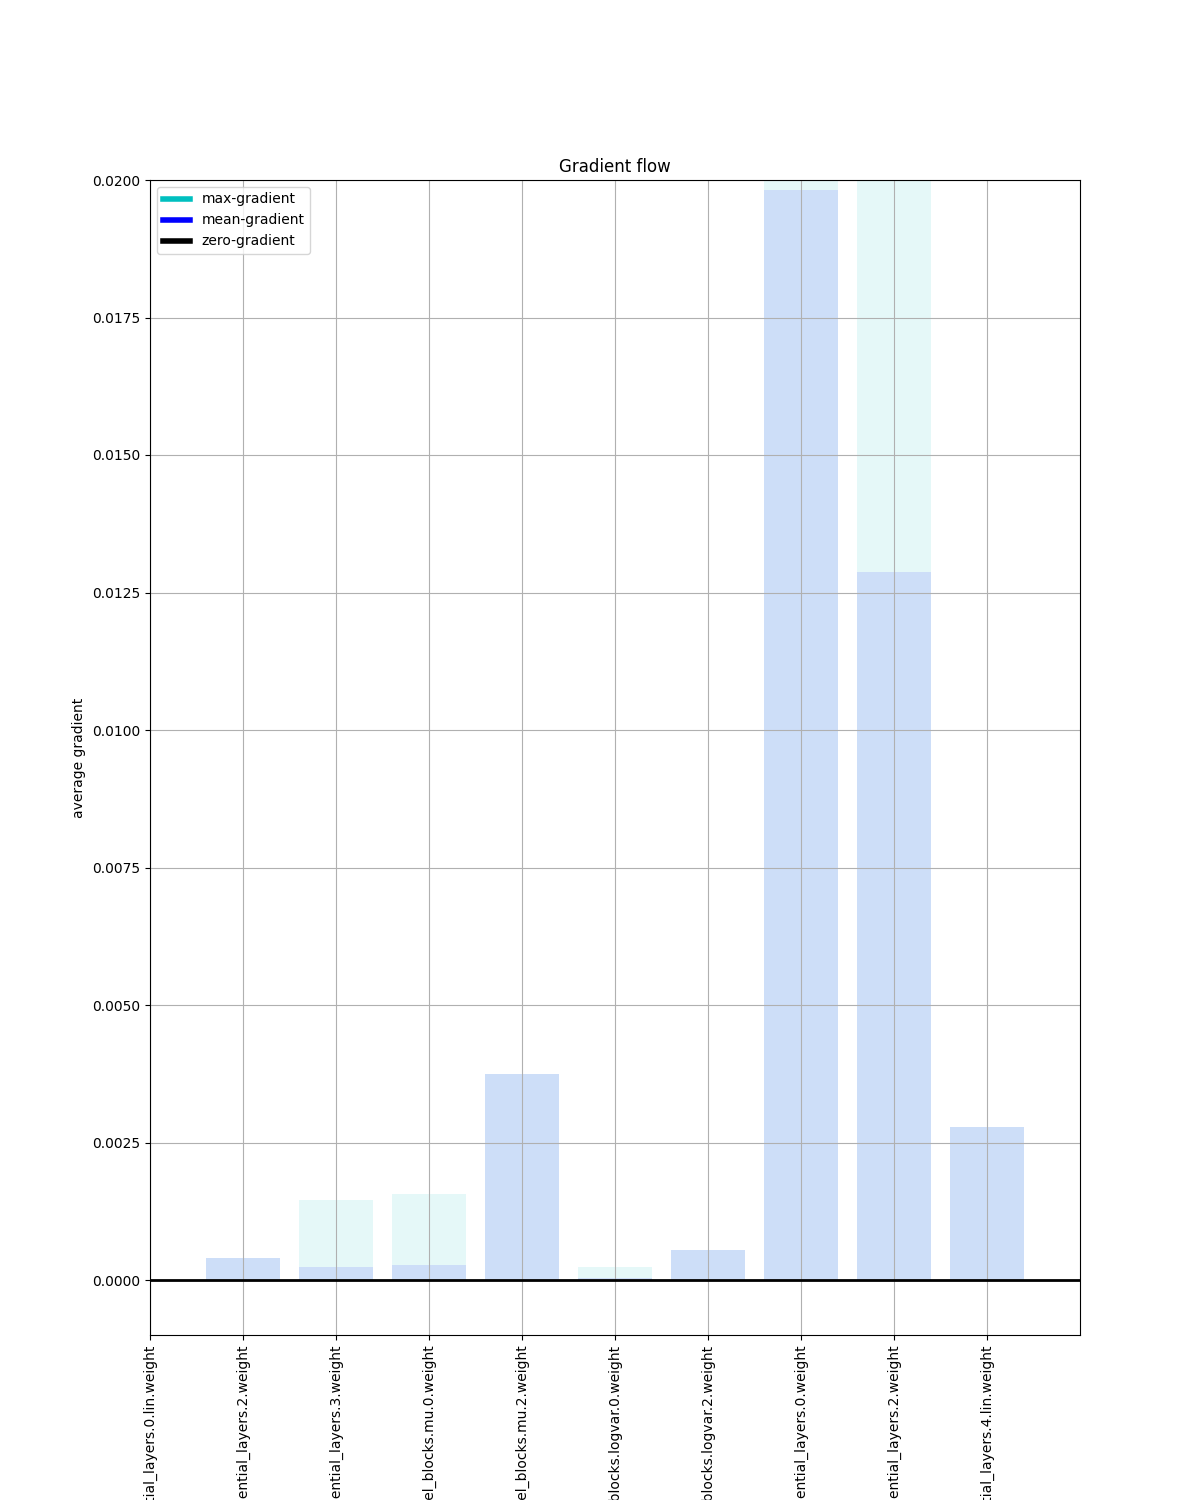 Gradient flow
max-gradient
mean-gradient
zero-gradient
0.0200
0.0175
0.0150
0.0125
0.0100
0.0075
0.0050
0.0025
0.0000
average gradient
tial_layers.0.lin.weight
ential_layers.2.weight
ential_layers.3.weight
el_blocks.mu.0.weight
el_blocks.mu.2.weight
blocks.logvar.0.weight
blocks.logvar.2.weight
ential_layers.0.weight
ential_layers.2.weight
tial_layers.4.lin.weight